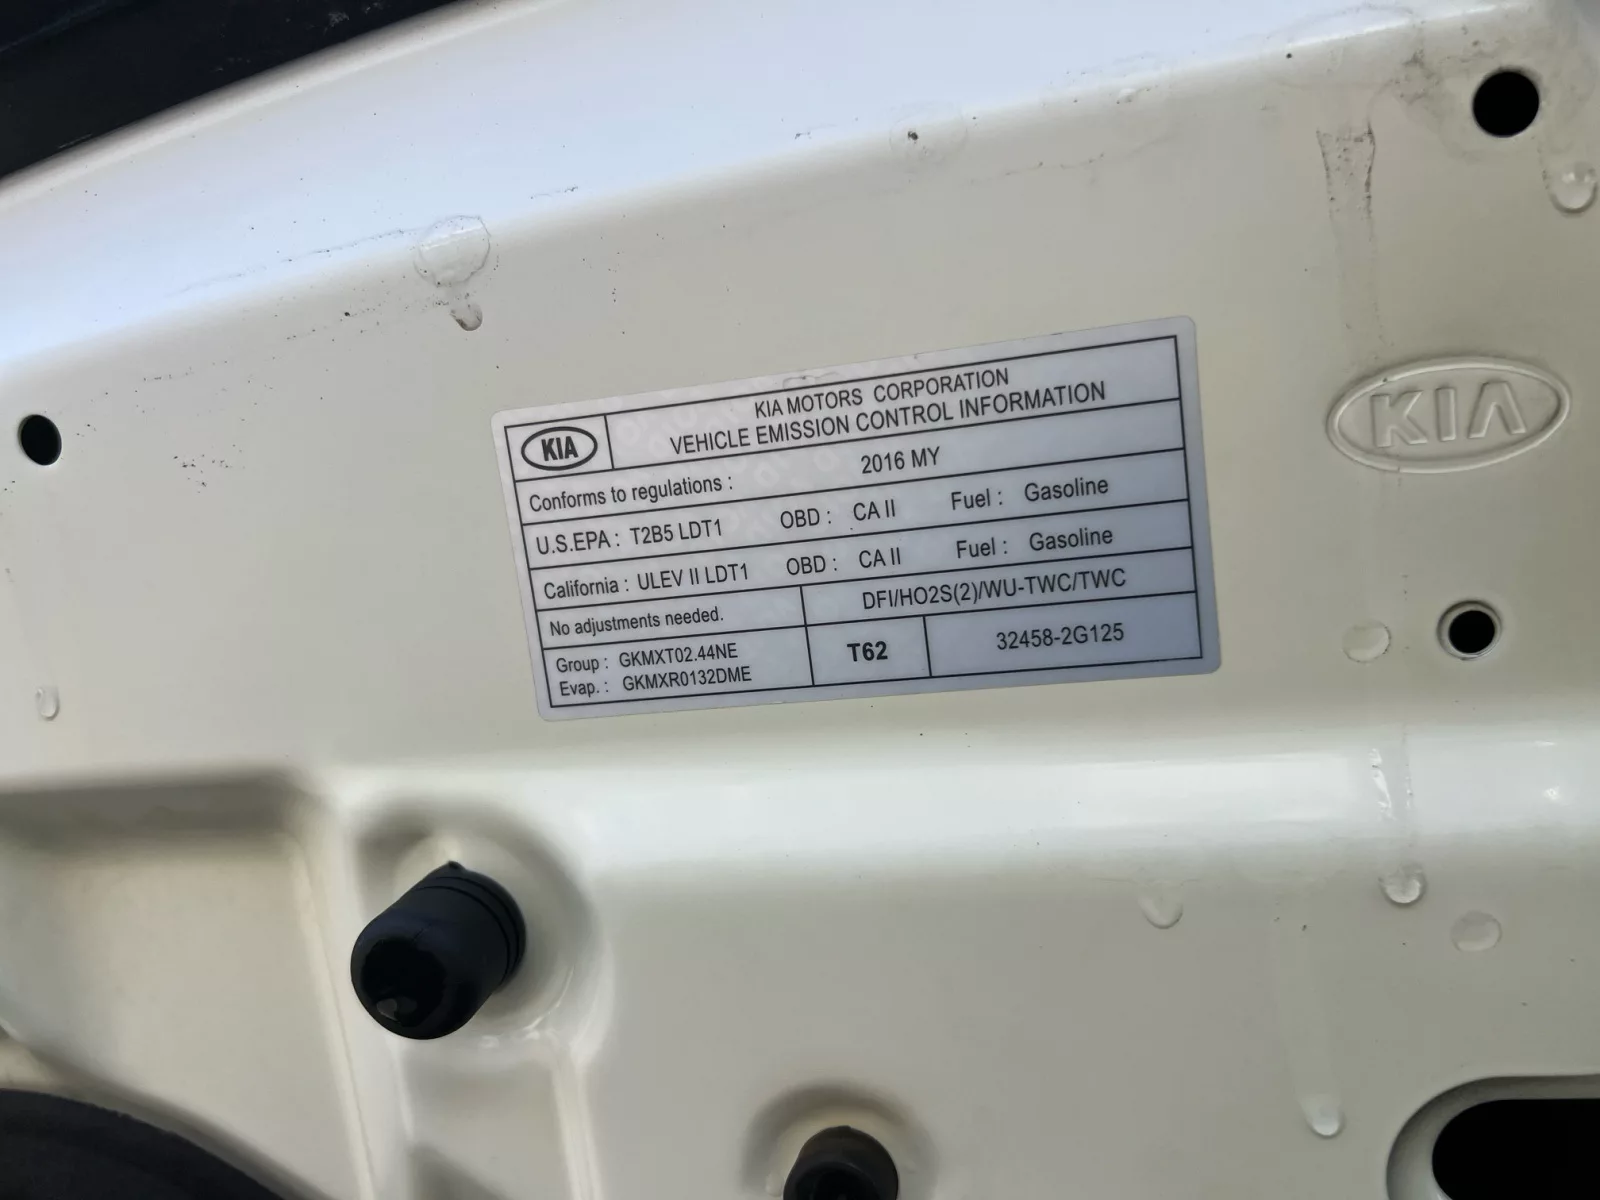 KIA MOTORS CORPORATION
KIA
VEHICLE EMISSION CONTROL INFORMATION
Conforms to regulations : 2016 MY
U.S.EPA : T2B5 LDT1 OBD : CA II Fuel : Gasoline
California : ULEV II LDT1 OBD : CA II Fuel : Gasoline
No adjustments needed. DFI/HO2S(2)/WU-TWC/TWC
Group : GKMXT02.44NE
Evap. : GKMXR0132DME
T62
32458-2G125
KIA